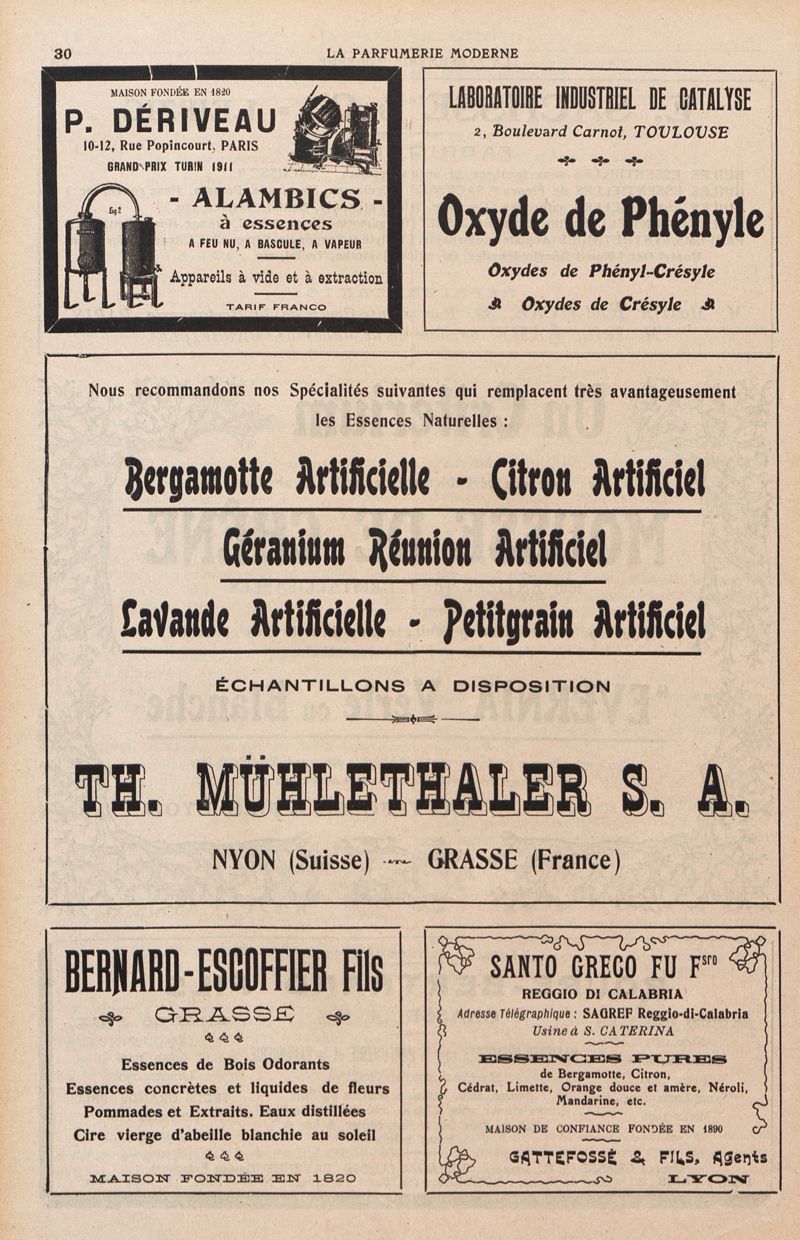 30
LA PARFUMERIE MODERNE
MAISON FONDÉE EN 1820
P. DÉRIVEAU
10-12, Rue Popincourt, PARIS
GRAND PRIX TURIN 1911
Fig 2
- ALAMBICS -
à essences
A FEU NU, A BASCULE, A VAPEUR
Appareils à vide et à extraction
TARIF FRANCO
LABORATOIRE INDUSTRIEL DE CATALYSE
2, Boulevard Carnot, TOULOUSE
Oxyde de Phényle
Oxydes de Phényl-Crésyle
Oxydes de Crésyle
Nous recommandons nos Spécialités suivantes qui remplacent très avantageusement
les Essences Naturelles :
Bergamotte Artificielle - Citron Artificiel
Géranium Réunion Artificiel
Lavande Artificielle - Petitgrain Artificiel
ÉCHANTILLONS A DISPOSITION
TH. MÜHLETHALER S. A.
NYON (Suisse) - GRASSE (France)
BERNARD-ESCOFFIER Fils
GRASSE
Essences de Bois Odorants
Essences concrètes et liquides de fleurs
Pommades et Extraits. Eaux distillées
Cire vierge d'abeille blanchie au soleil
MAISON FONDÉE EN 1820
SANTO GRECO FU Fsro
REGGIO DI CALABRIA
Adresse Télégraphique : SAGREF Reggio-di-Calabria
Usine à S. CATERINA
ESSENCES PURES
de Bergamotte, Citron,
Cédrat, Limette, Orange douce et amère, Néroli,
Mandarine, etc.
MAISON DE CONFIANCE FONDÉE EN 1890
GATTEFOSSÉ & FILS, Agents
LYON